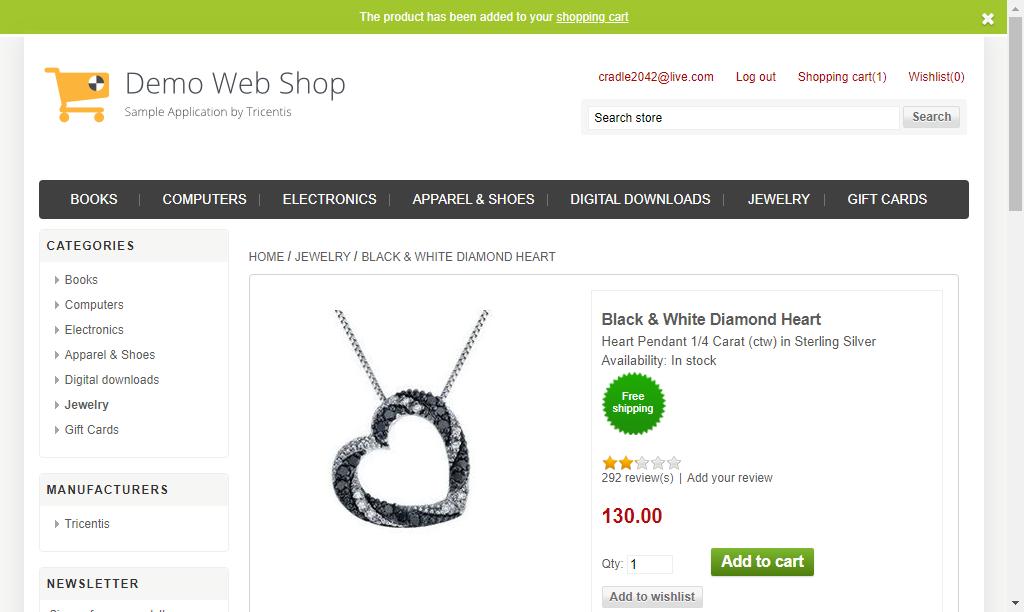 The product has been added to your shopping cart
Demo Web Shop
Sample Application by Tricentis
cradle2042@live.com Log out Shopping cart(1) Wishlist(0)
Search store Search
BOOKS COMPUTERS ELECTRONICS APPAREL & SHOES DIGITAL DOWNLOADS JEWELRY GIFT CARDS
CATEGORIES
Books
Computers
Electronics
Apparel & Shoes
Digital downloads
Jewelry
Gift Cards
MANUFACTURERS
Tricentis
NEWSLETTER
HOME / JEWELRY / BLACK & WHITE DIAMOND HEART
Black & White Diamond Heart
Heart Pendant 1/4 Carat (ctw) in Sterling Silver
Availability: In stock
Free
shipping
292 review(s) | Add your review
130.00
Qty: 1 Add to cart
Add to wishlist